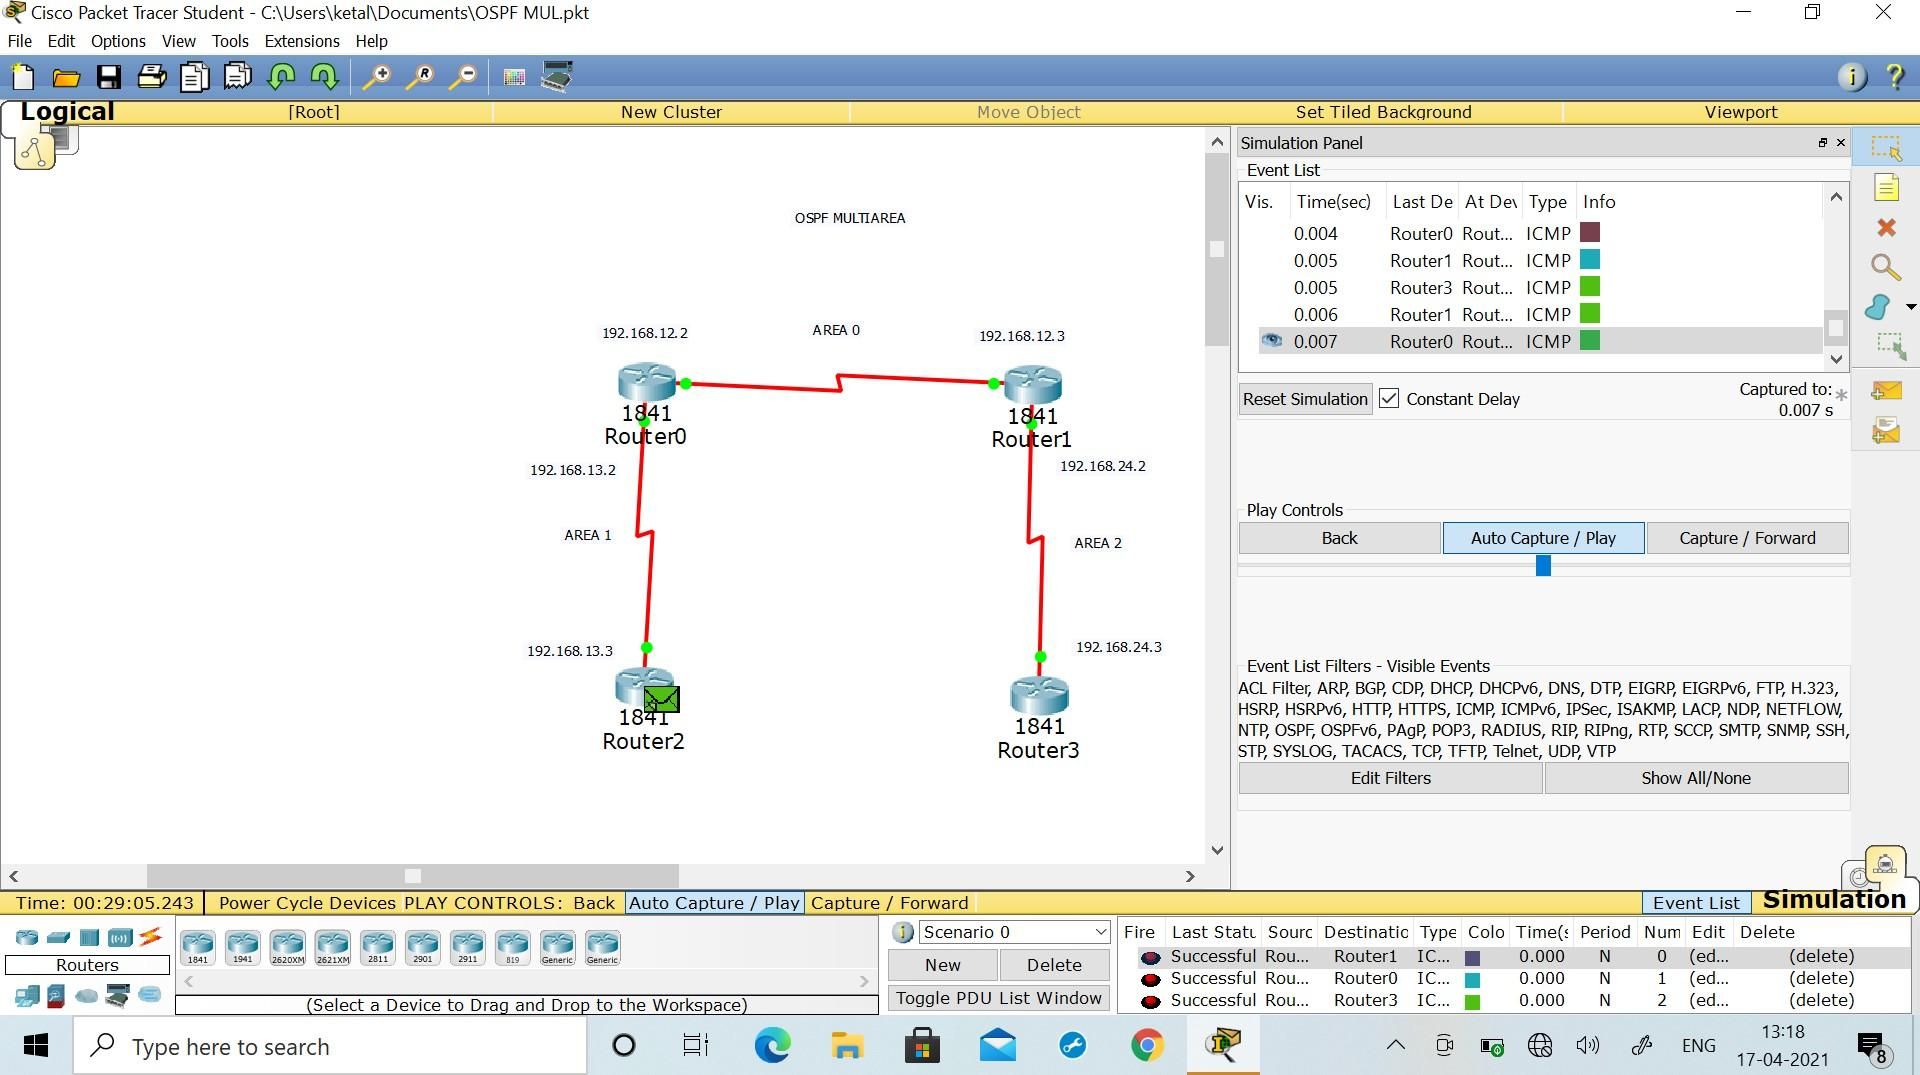 Cisco Packet Tracer Student - C:\Users\ketal\Documents\OSPF MUL.pkt
File Edit Options View Tools Extensions Help
Logical [Root] New Cluster Move Object Set Tiled Background Viewport
OSPF MULTIAREA
192.168.12.2 AREA 0 192.168.12.3
1841
Router0
1841
Router1
192.168.13.2 192.168.24.2
AREA 1 AREA 2
192.168.13.3 192.168.24.3
1841
Router2
1841
Router3
Simulation Panel
Event List
Vis. Time(sec) Last De At Dev Type Info
0.004 Router0 Rout... ICMP
0.005 Router1 Rout... ICMP
0.005 Router3 Rout... ICMP
0.006 Router1 Rout... ICMP
0.007 Router0 Rout... ICMP
Reset Simulation Constant Delay Captured to: *
0.007 s
Play Controls
Back Auto Capture / Play Capture / Forward
Event List Filters - Visible Events
ACL Filter, ARP, BGP, CDP, DHCP, DHCPv6, DNS, DTP, EIGRP, EIGRPv6, FTP, H.323,
HSRP, HSRPv6, HTTP, HTTPS, ICMP, ICMPv6, IPSec, ISAKMP, LACP, NDP, NETFLOW,
NTP, OSPF, OSPFv6, PAgP, POP3, RADIUS, RIP, RIPng, RTP, SCCP, SMTP, SNMP, SSH,
STP, SYSLOG, TACACS, TCP, TFTP, Telnet, UDP, VTP
Edit Filters Show All/None
Time: 00:29:05.243 Power Cycle Devices PLAY CONTROLS: Back Auto Capture / Play Capture / Forward Event List Simulation
Routers
1841 1941 2620XM 2621XM 2811 2901 2911 819 Generic Generic
(Select a Device to Drag and Drop to the Workspace)
Scenario 0
New Delete
Toggle PDU List Window
Fire Last Statu Sourc Destinatio Type Colo Time(s Period Num Edit Delete
Successful Rou... Router1 IC... 0.000 N 0 (ed... (delete)
Successful Rou... Router0 IC... 0.000 N 1 (ed... (delete)
Successful Rou... Router3 IC... 0.000 N 2 (ed... (delete)
Type here to search
ENG
13:18
17-04-2021
8